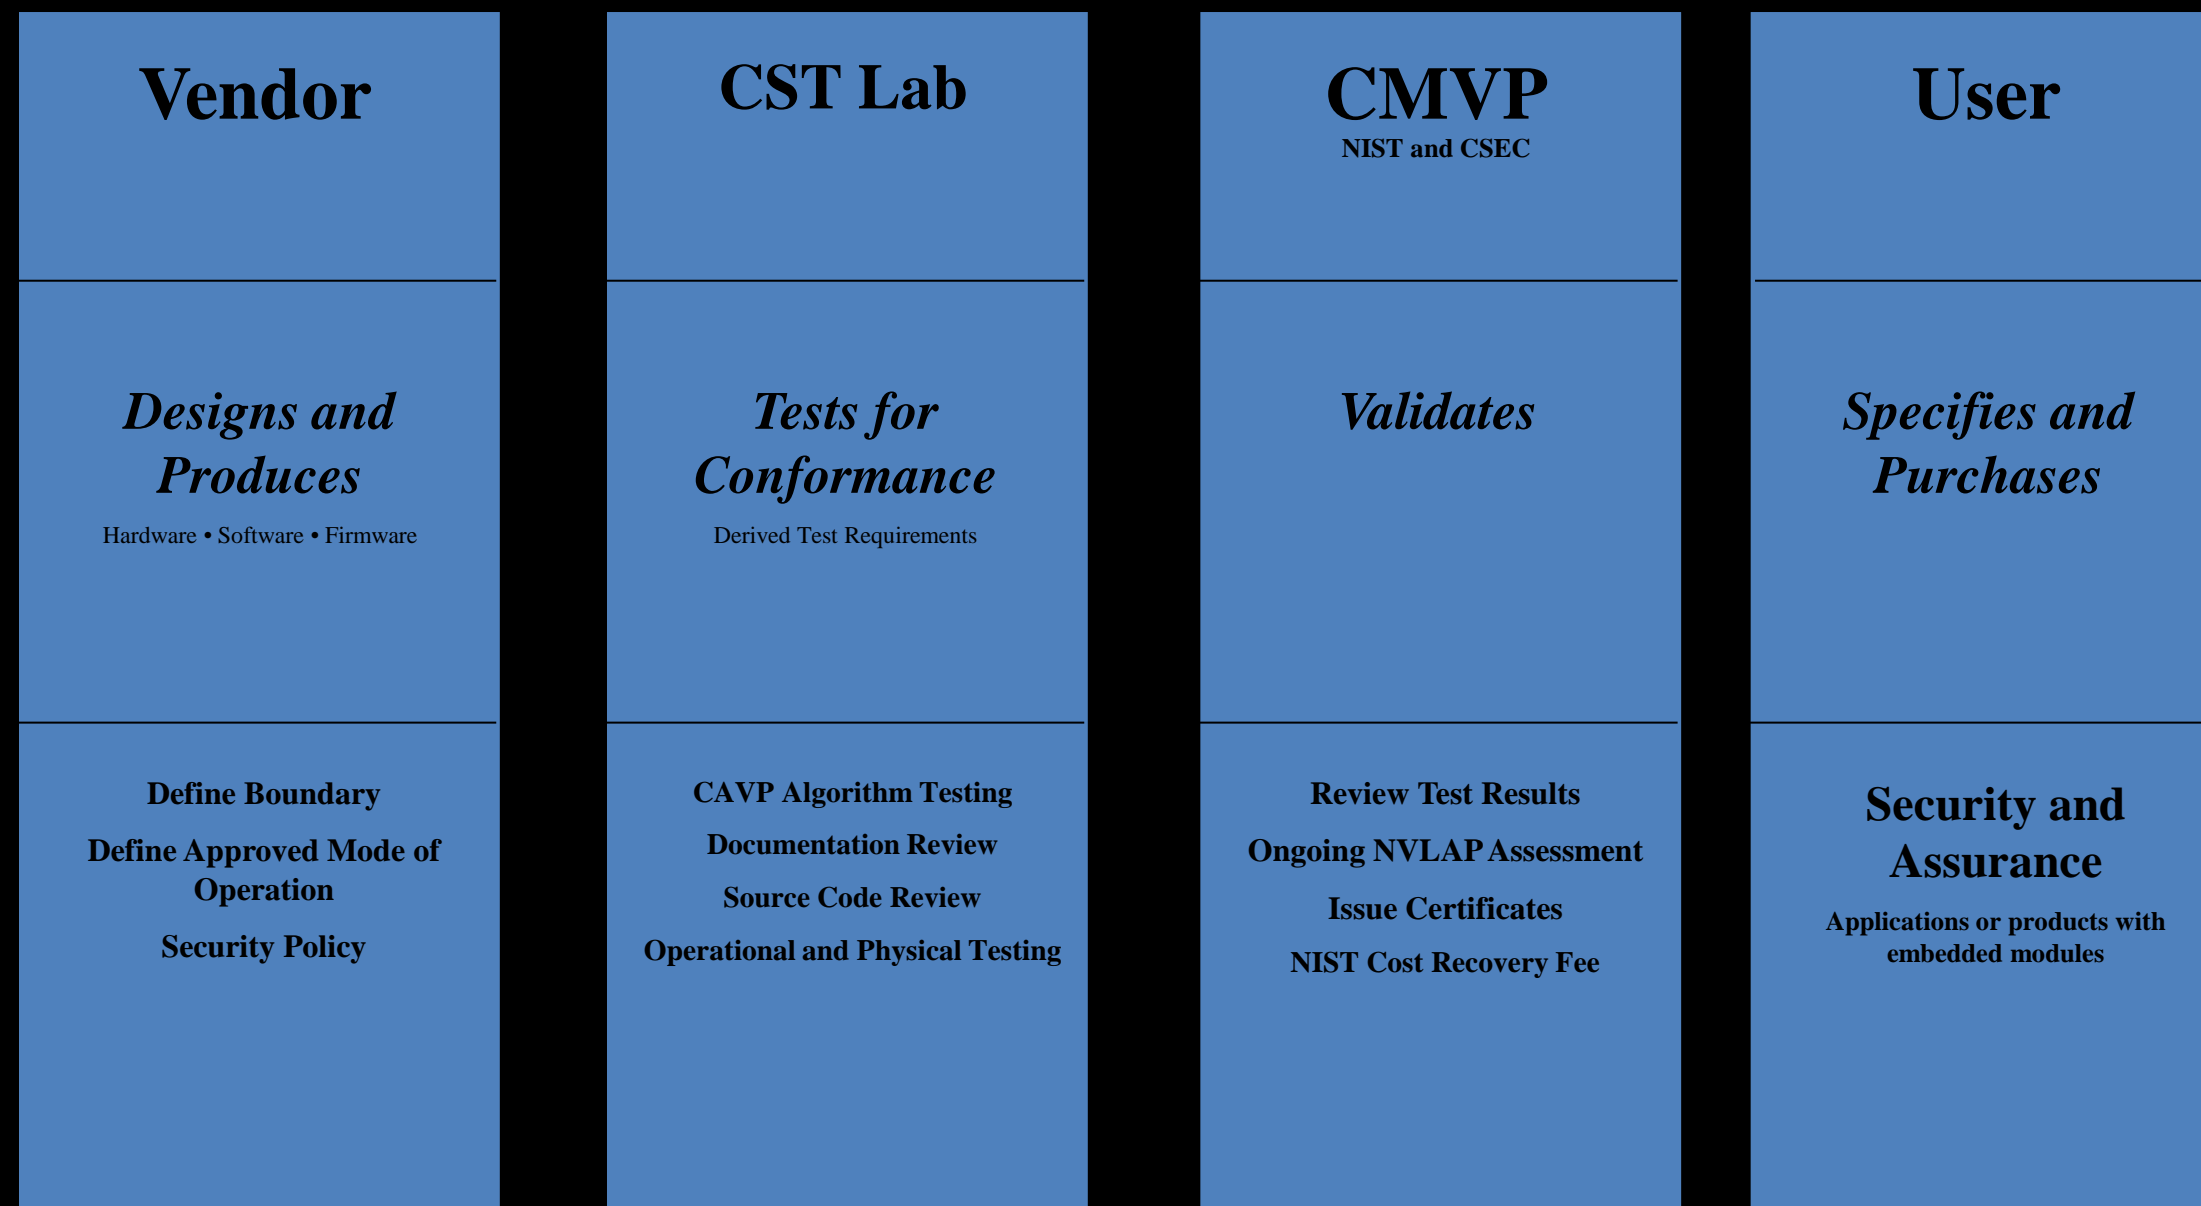 Vendor
Designs and
Produces
Hardware • Software • Firmware
Define Boundary
Define Approved Mode of
Operation
Security Policy
CST Lab
Tests for
Conformance
Derived Test Requirements
CAVP Algorithm Testing
Documentation Review
Source Code Review
Operational and Physical Testing
CMVP
NIST and CSEC
Validates
Review Test Results
Ongoing NVLAP Assessment
Issue Certificates
NIST Cost Recovery Fee
User
Specifies and
Purchases
Security and
Assurance
Applications or products with
embedded modules